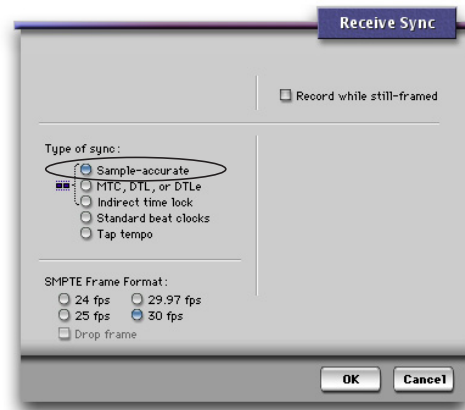 Receive Sync
Record while still-framed
Type of sync:
Sample-accurate
MTC, DTL, or DTLe
Indirect time lock
Standard beat clocks
Tap tempo
SMPTE Frame Format:
24 fps 29.97 fps
25 fps 30 fps
Drop frame
OK Cancel